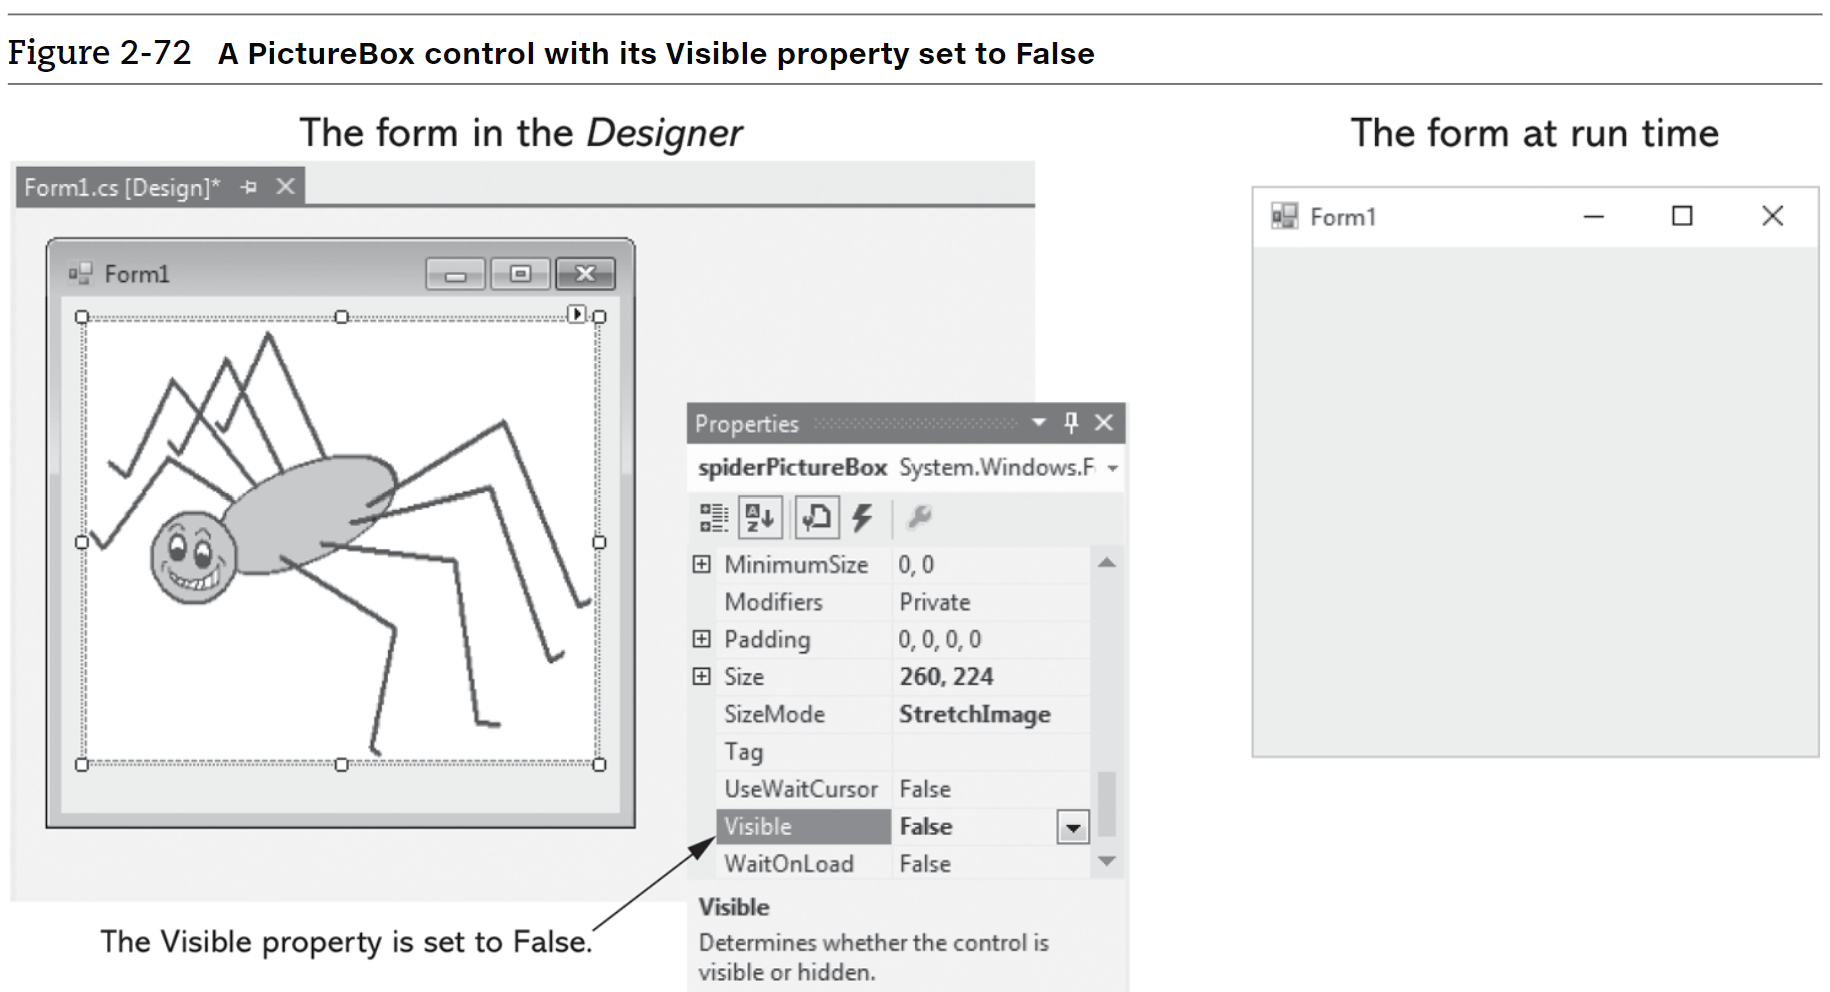 Figure 2-72 A PictureBox control with its Visible property set to False
The form in the Designer
The form at run time
Form1.cs [Design]*
Form1
Form1
Properties
spiderPictureBox System.Windows.F
MinimumSize 0, 0
Modifiers Private
Padding 0, 0, 0, 0
Size 260, 224
SizeMode StretchImage
Tag
UseWaitCursor False
Visible False
WaitOnLoad False
Visible
Determines whether the control is
visible or hidden.
The Visible property is set to False.